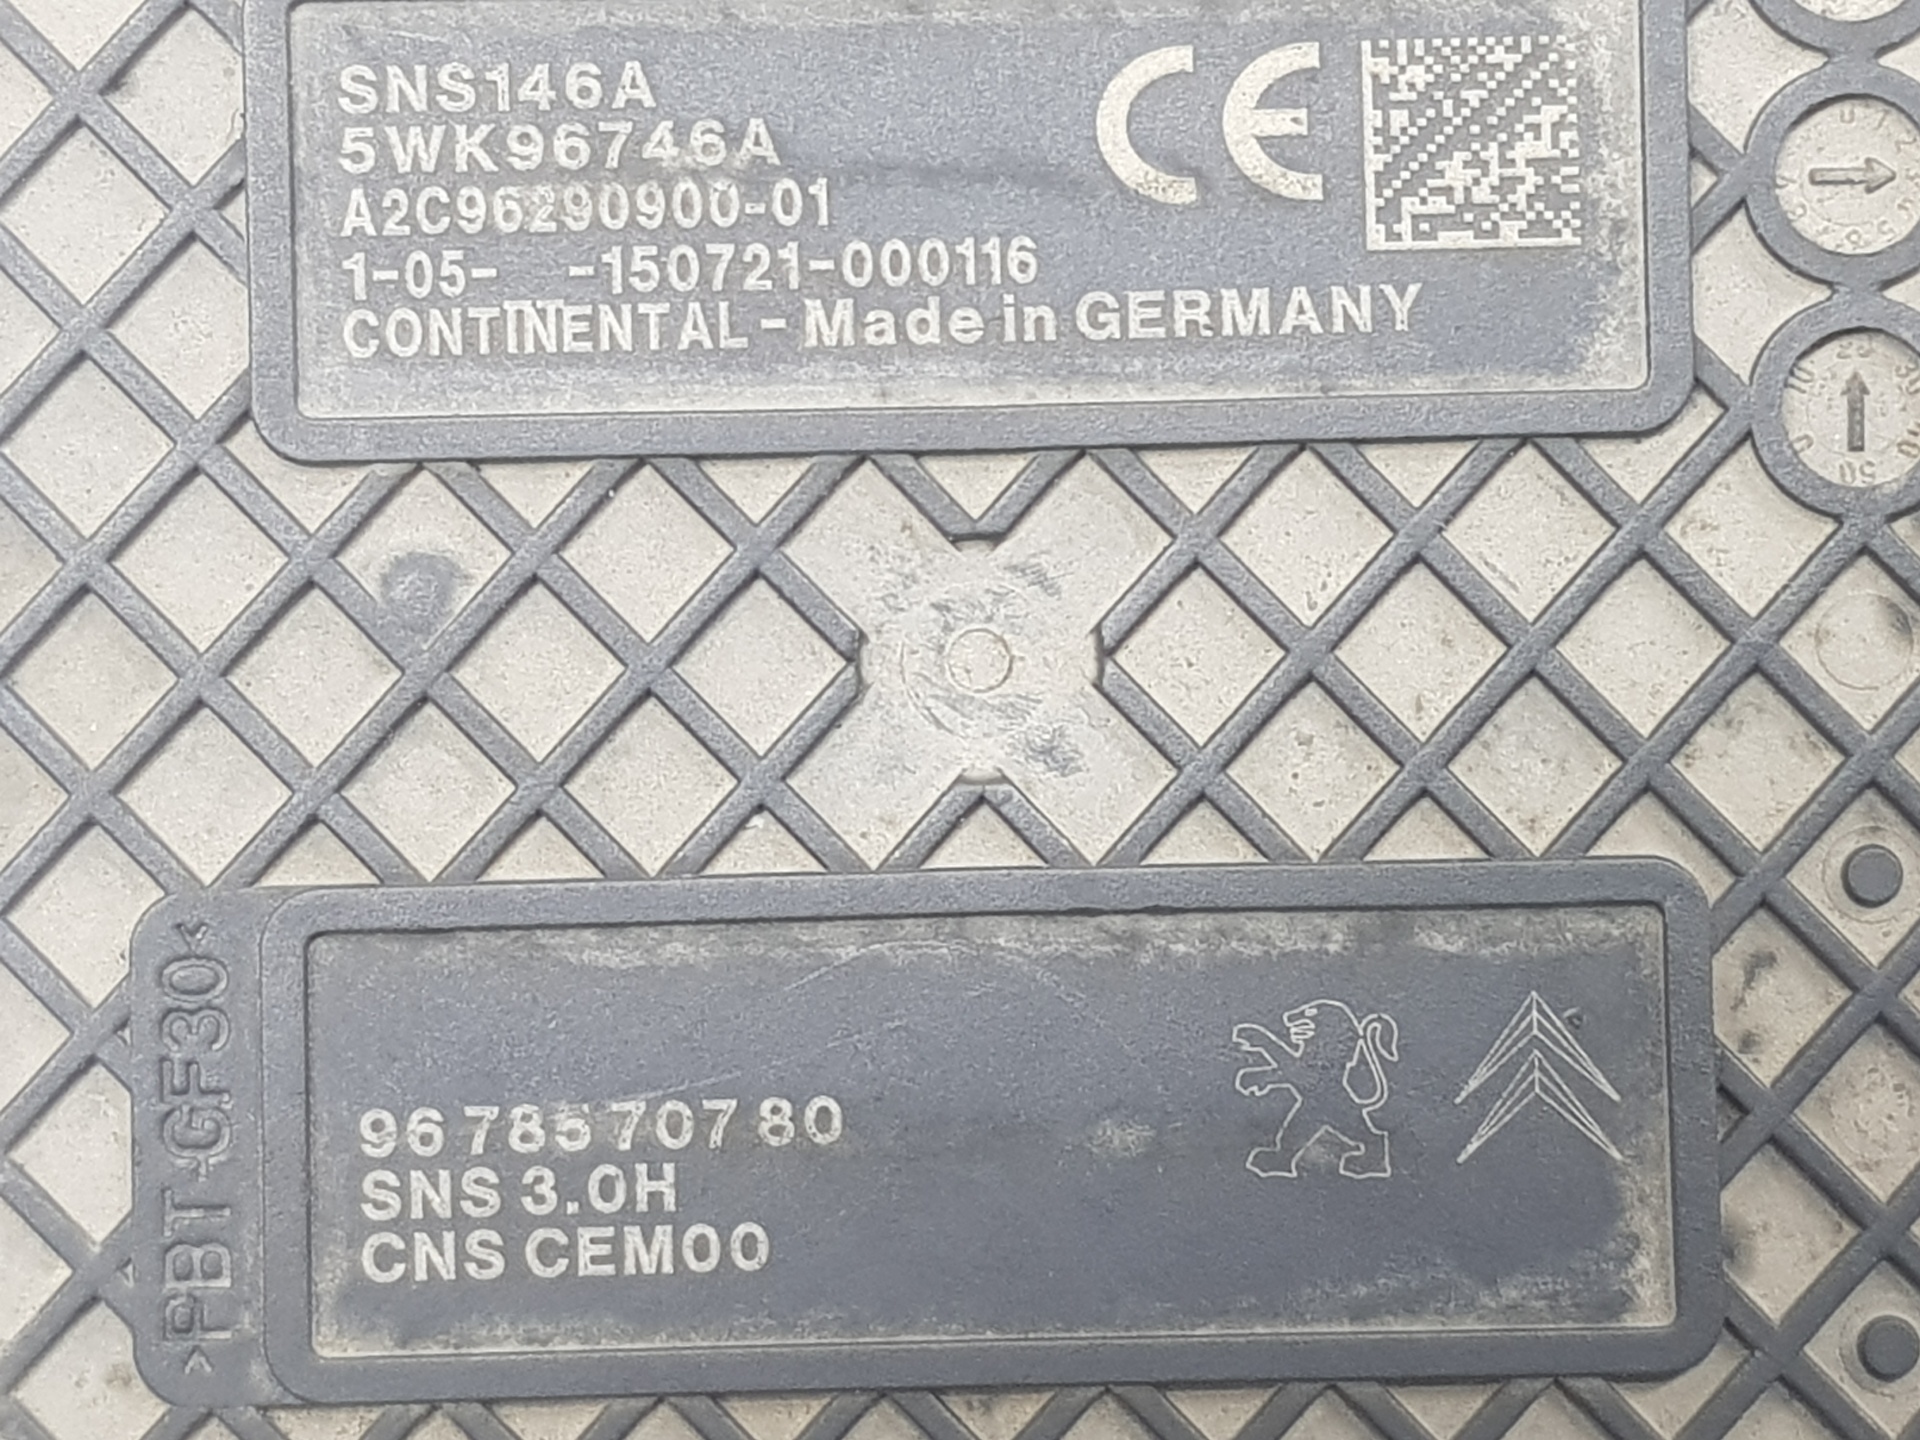 SNS146A
5WK96746A
A2C96290900-01
1-05- -150721-000116
CONTINENTAL - Made in GERMANY
CE
>PBT GF30<
96 785 707 80
SNS 3.0H
CNS CEM00